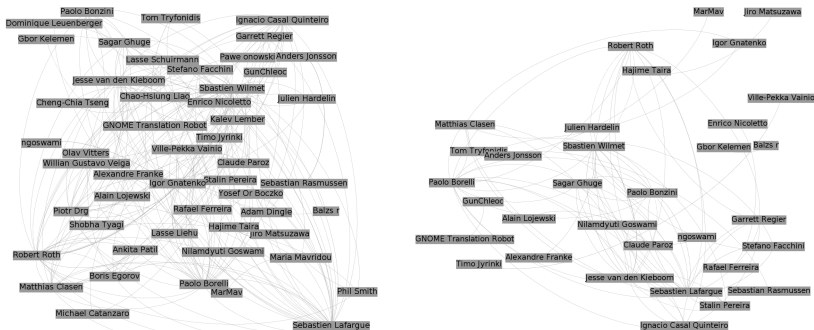 Paolo Bonzini
Dominique Leuenberger
Tom Tryfonidis
Ignacio Casal Quinteiro
Gbor Kelemen
Sagar Ghuge
Garrett Regier
Lasse Schuirmann
Pawe onowski
Anders Jonsson
Stefano Facchini
GunChleoc
Jesse van den Kieboom
Sbastien Wilmet
Cheng-Chia Tseng
Chao-Hsiung Liao
Enrico Nicoletto
Julien Hardelin
GNOME Translation Robot
Kalev Lember
Timo Jyrinki
ngoswami
Olav Vitters
Ville-Pekka Vainio
Willian Gustavo Veiga
Claude Paroz
Alexandre Franke
Stalin Pereira
Igor Gnatenko
Sebastian Rasmussen
Alain Lojewski
Yosef Or Boczko
Piotr Drg
Rafael Ferreira
Adam Dingle
Balzs r
Shobha Tyagi
Lasse Liehu
Hajime Taira
Jiro Matsuzawa
Robert Roth
Ankita Patil
Nilamdyuti Goswami
Maria Mavridou
Boris Egorov
Matthias Clasen
Paolo Borelli
MarMav
Phil Smith
Michael Catanzaro
Sebastien Lafargue
MarMav
Jiro Matsuzawa
Robert Roth
Igor Gnatenko
Hajime Taira
Ville-Pekka Vainio
Matthias Clasen
Julien Hardelin
Enrico Nicoletto
Tom Tryfonidis
Anders Jonsson
Sbastien Wilmet
Gbor Kelemen
Balzs r
Paolo Borelli
Sagar Ghuge
Paolo Bonzini
GunChleoc
Alain Lojewski
Nilamdyuti Goswami
Garrett Regier
GNOME Translation Robot
Claude Paroz
ngoswami
Stefano Facchini
Timo Jyrinki
Alexandre Franke
Rafael Ferreira
Jesse van den Kieboom
Sebastien Lafargue
Sebastian Rasmussen
Stalin Pereira
Ignacio Casal Quinteiro